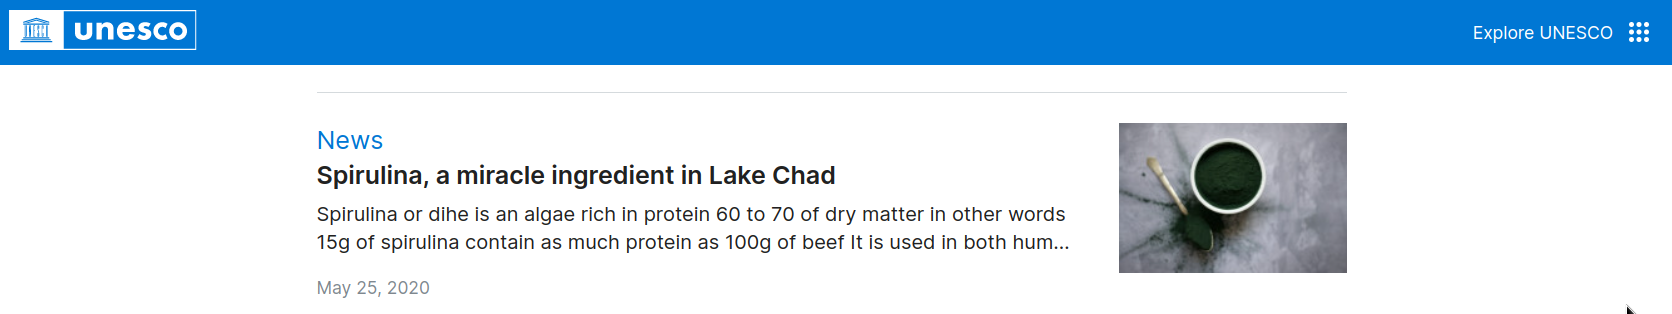 unesco
Explore UNESCO
News
Spirulina, a miracle ingredient in Lake Chad
Spirulina or dihe is an algae rich in protein 60 to 70 of dry matter in other words
15g of spirulina contain as much protein as 100g of beef It is used in both hum...
May 25, 2020